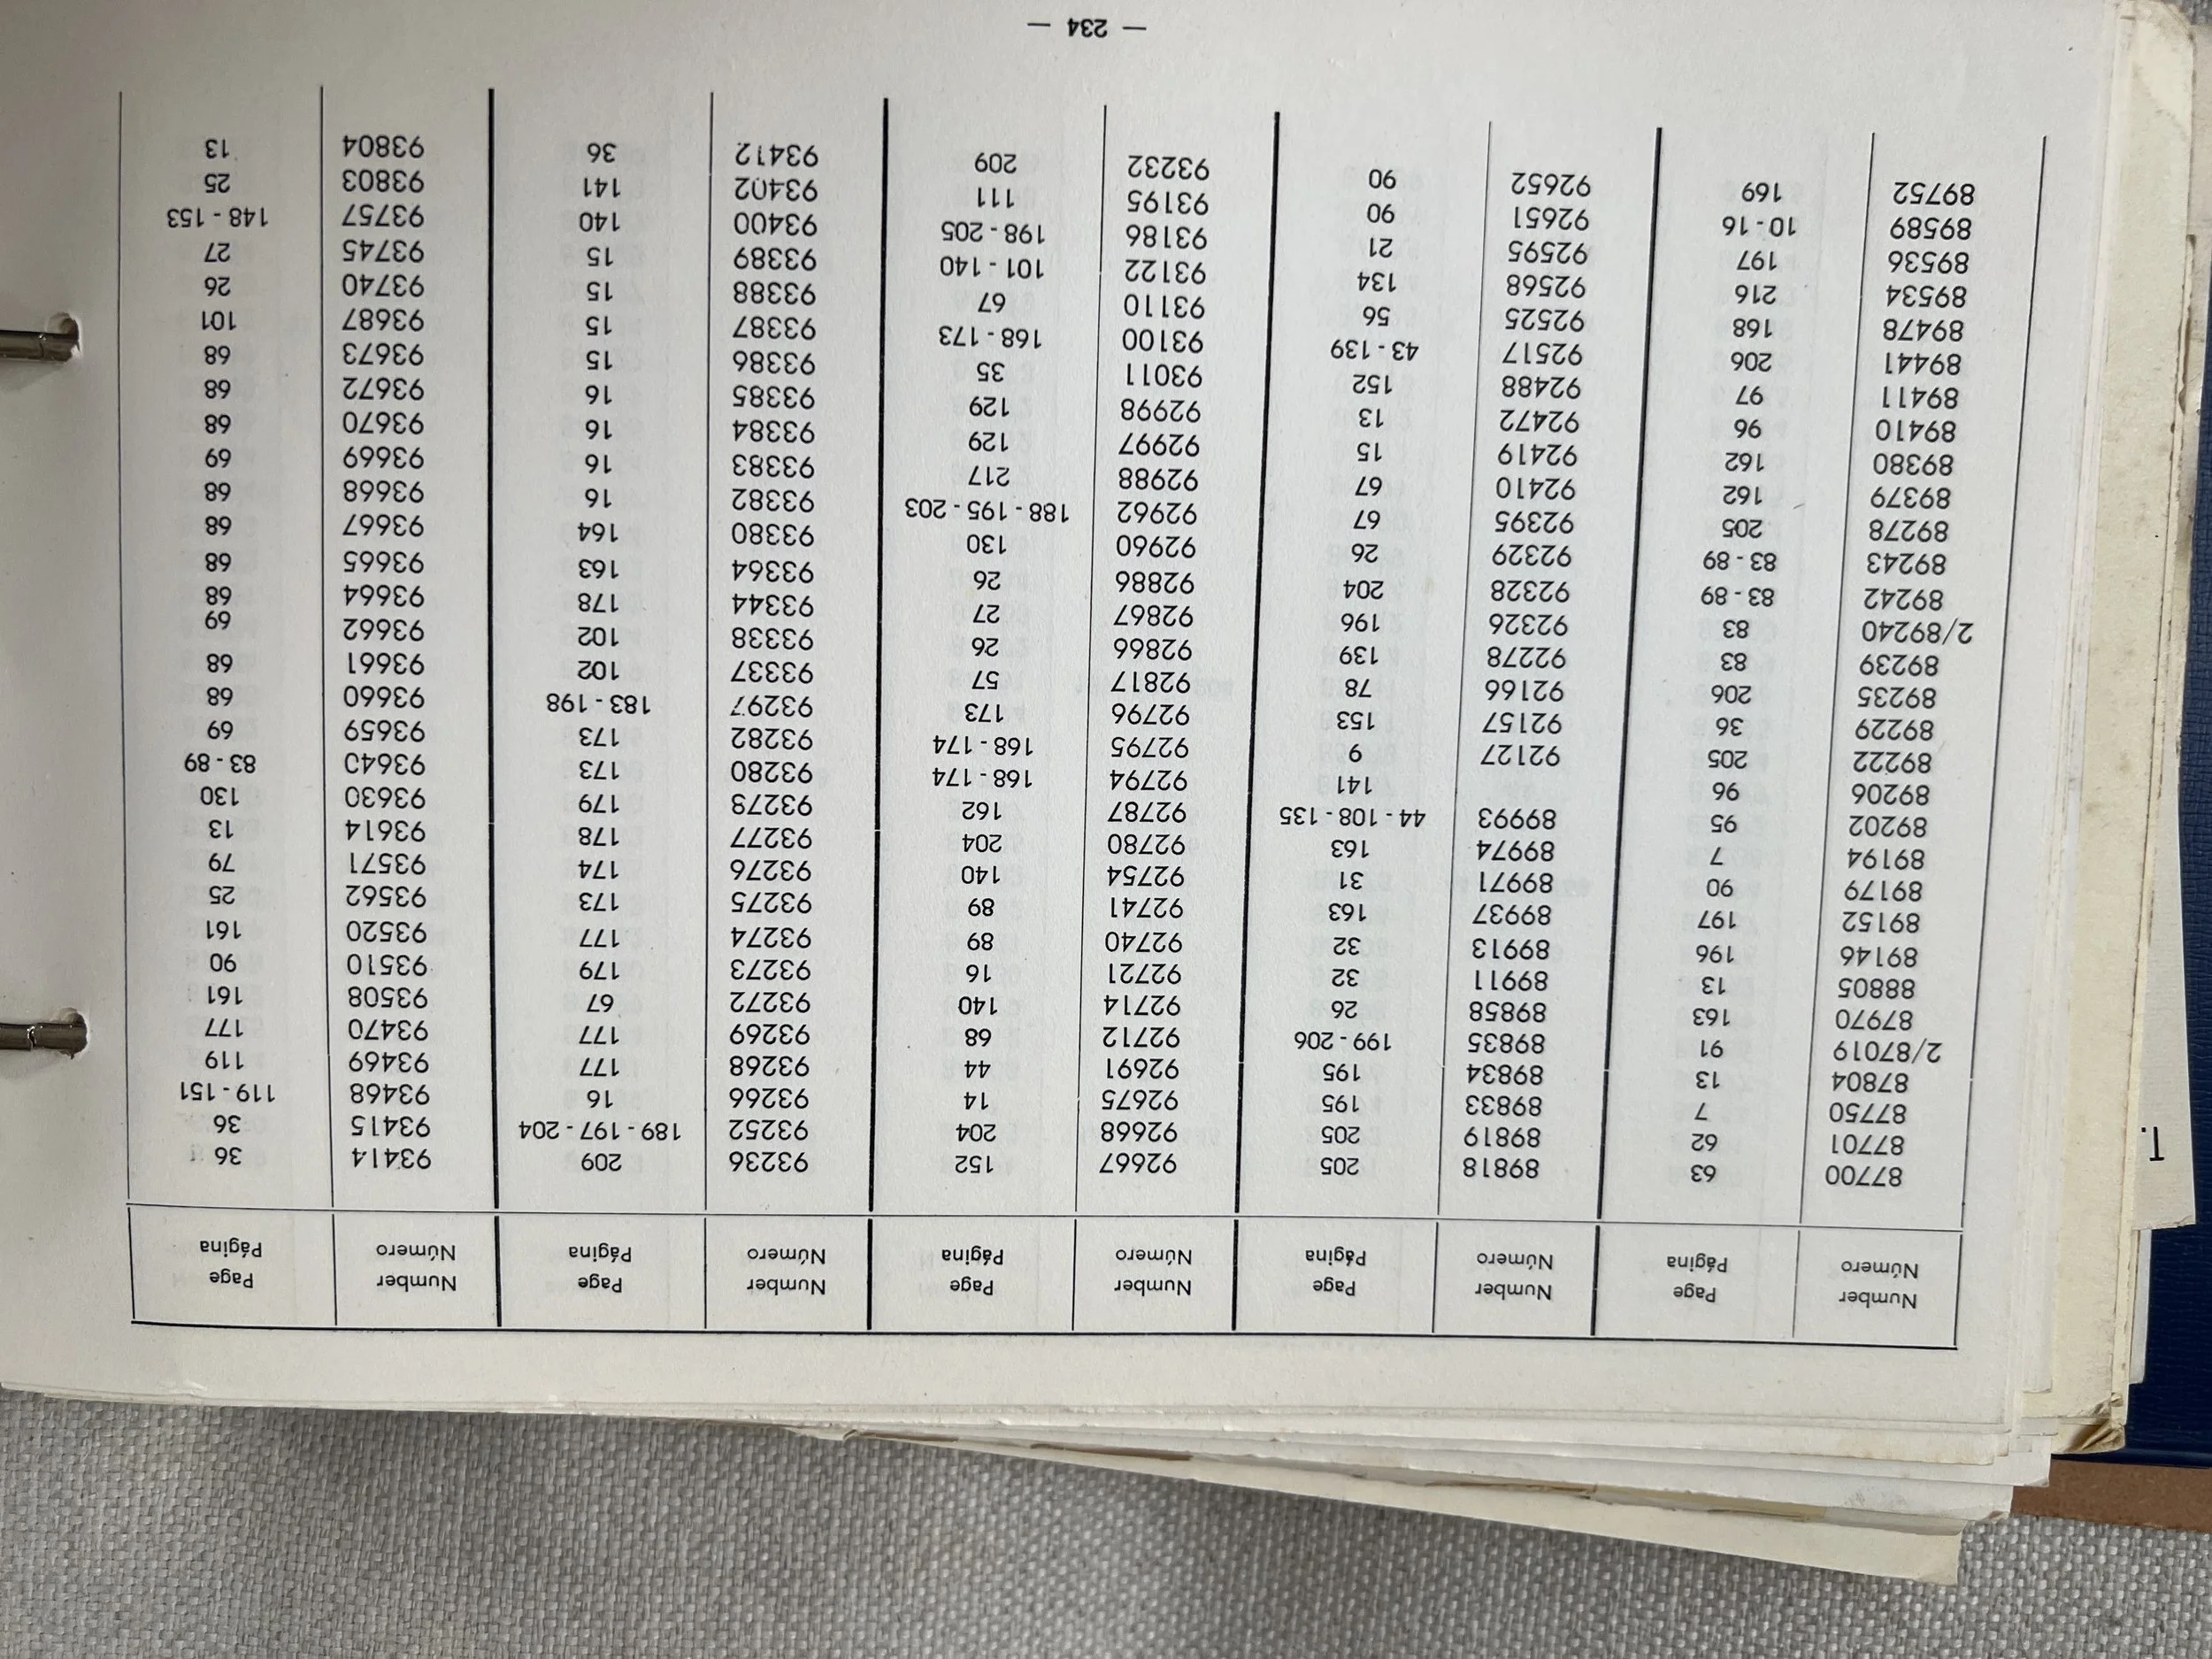 Number Page Number Page Number Page Number Page Number Page
Número Página Número Página Número Página Número Página Número Página
87700 63 89818 205 92667 152 93236 209 93414 36
87701 62 89819 205 92668 204 93252 189 - 197 - 204 93415 36
87750 7 89833 195 92675 14 93266 16 93468 119 - 151
87804 13 89834 195 92691 44 93268 177 93469 119
2/87019 91 89835 199 - 206 92712 68 93269 177 93470 177
87970 163 89858 26 92714 140 93272 67 93508 161
88805 13 89911 32 92721 16 93273 179 93510 90
89146 196 89913 32 92740 89 93274 177 93520 161
89152 197 89937 163 92741 89 93275 173 93562 25
89179 90 89971 31 92754 140 93276 174 93571 79
89194 7 89974 163 92780 204 93277 178 93614 13
89202 95 89993 44 - 108 - 135 92787 162 93278 179 93630 130
89206 96 141 92794 168 - 174 93280 173 93640 83 - 89
89222 205 92127 9 92795 168 - 174 93282 173 93659 69
89229 36 92157 153 92796 173 93297 183 - 198 93660 68
89235 206 92166 78 92817 57 93337 102 93661 68
89239 83 92278 139 92866 26 93338 102 93662 69
2/89240 83 92326 196 92867 27 93344 178 93664 68
89242 83 - 89 92328 204 92886 26 93364 163 93665 68
89243 83 - 89 92329 26 92960 130 93380 164 93667 68
89278 205 92395 67 92962 188 - 195 - 203 93382 16 93668 68
89379 162 92410 67 92988 217 93383 16 93669 69
89380 162 92419 15 92997 129 93384 16 93670 68
89410 96 92472 13 92998 129 93385 16 93672 68
89411 97 92488 152 93011 35 93386 15 93673 68
89441 206 92517 43 - 139 93100 168 - 173 93387 15 93687 101
89478 168 92525 56 93110 67 93388 15 93740 26
89534 216 92568 134 93122 101 - 140 93389 15 93745 27
89536 197 92595 21 93186 198 - 205 93400 140 93757 148 - 153
89589 10 - 16 92651 90 93195 111 93402 141 93803 25
89752 169 92652 90 93232 209 93412 36 93804 13
— 234 —